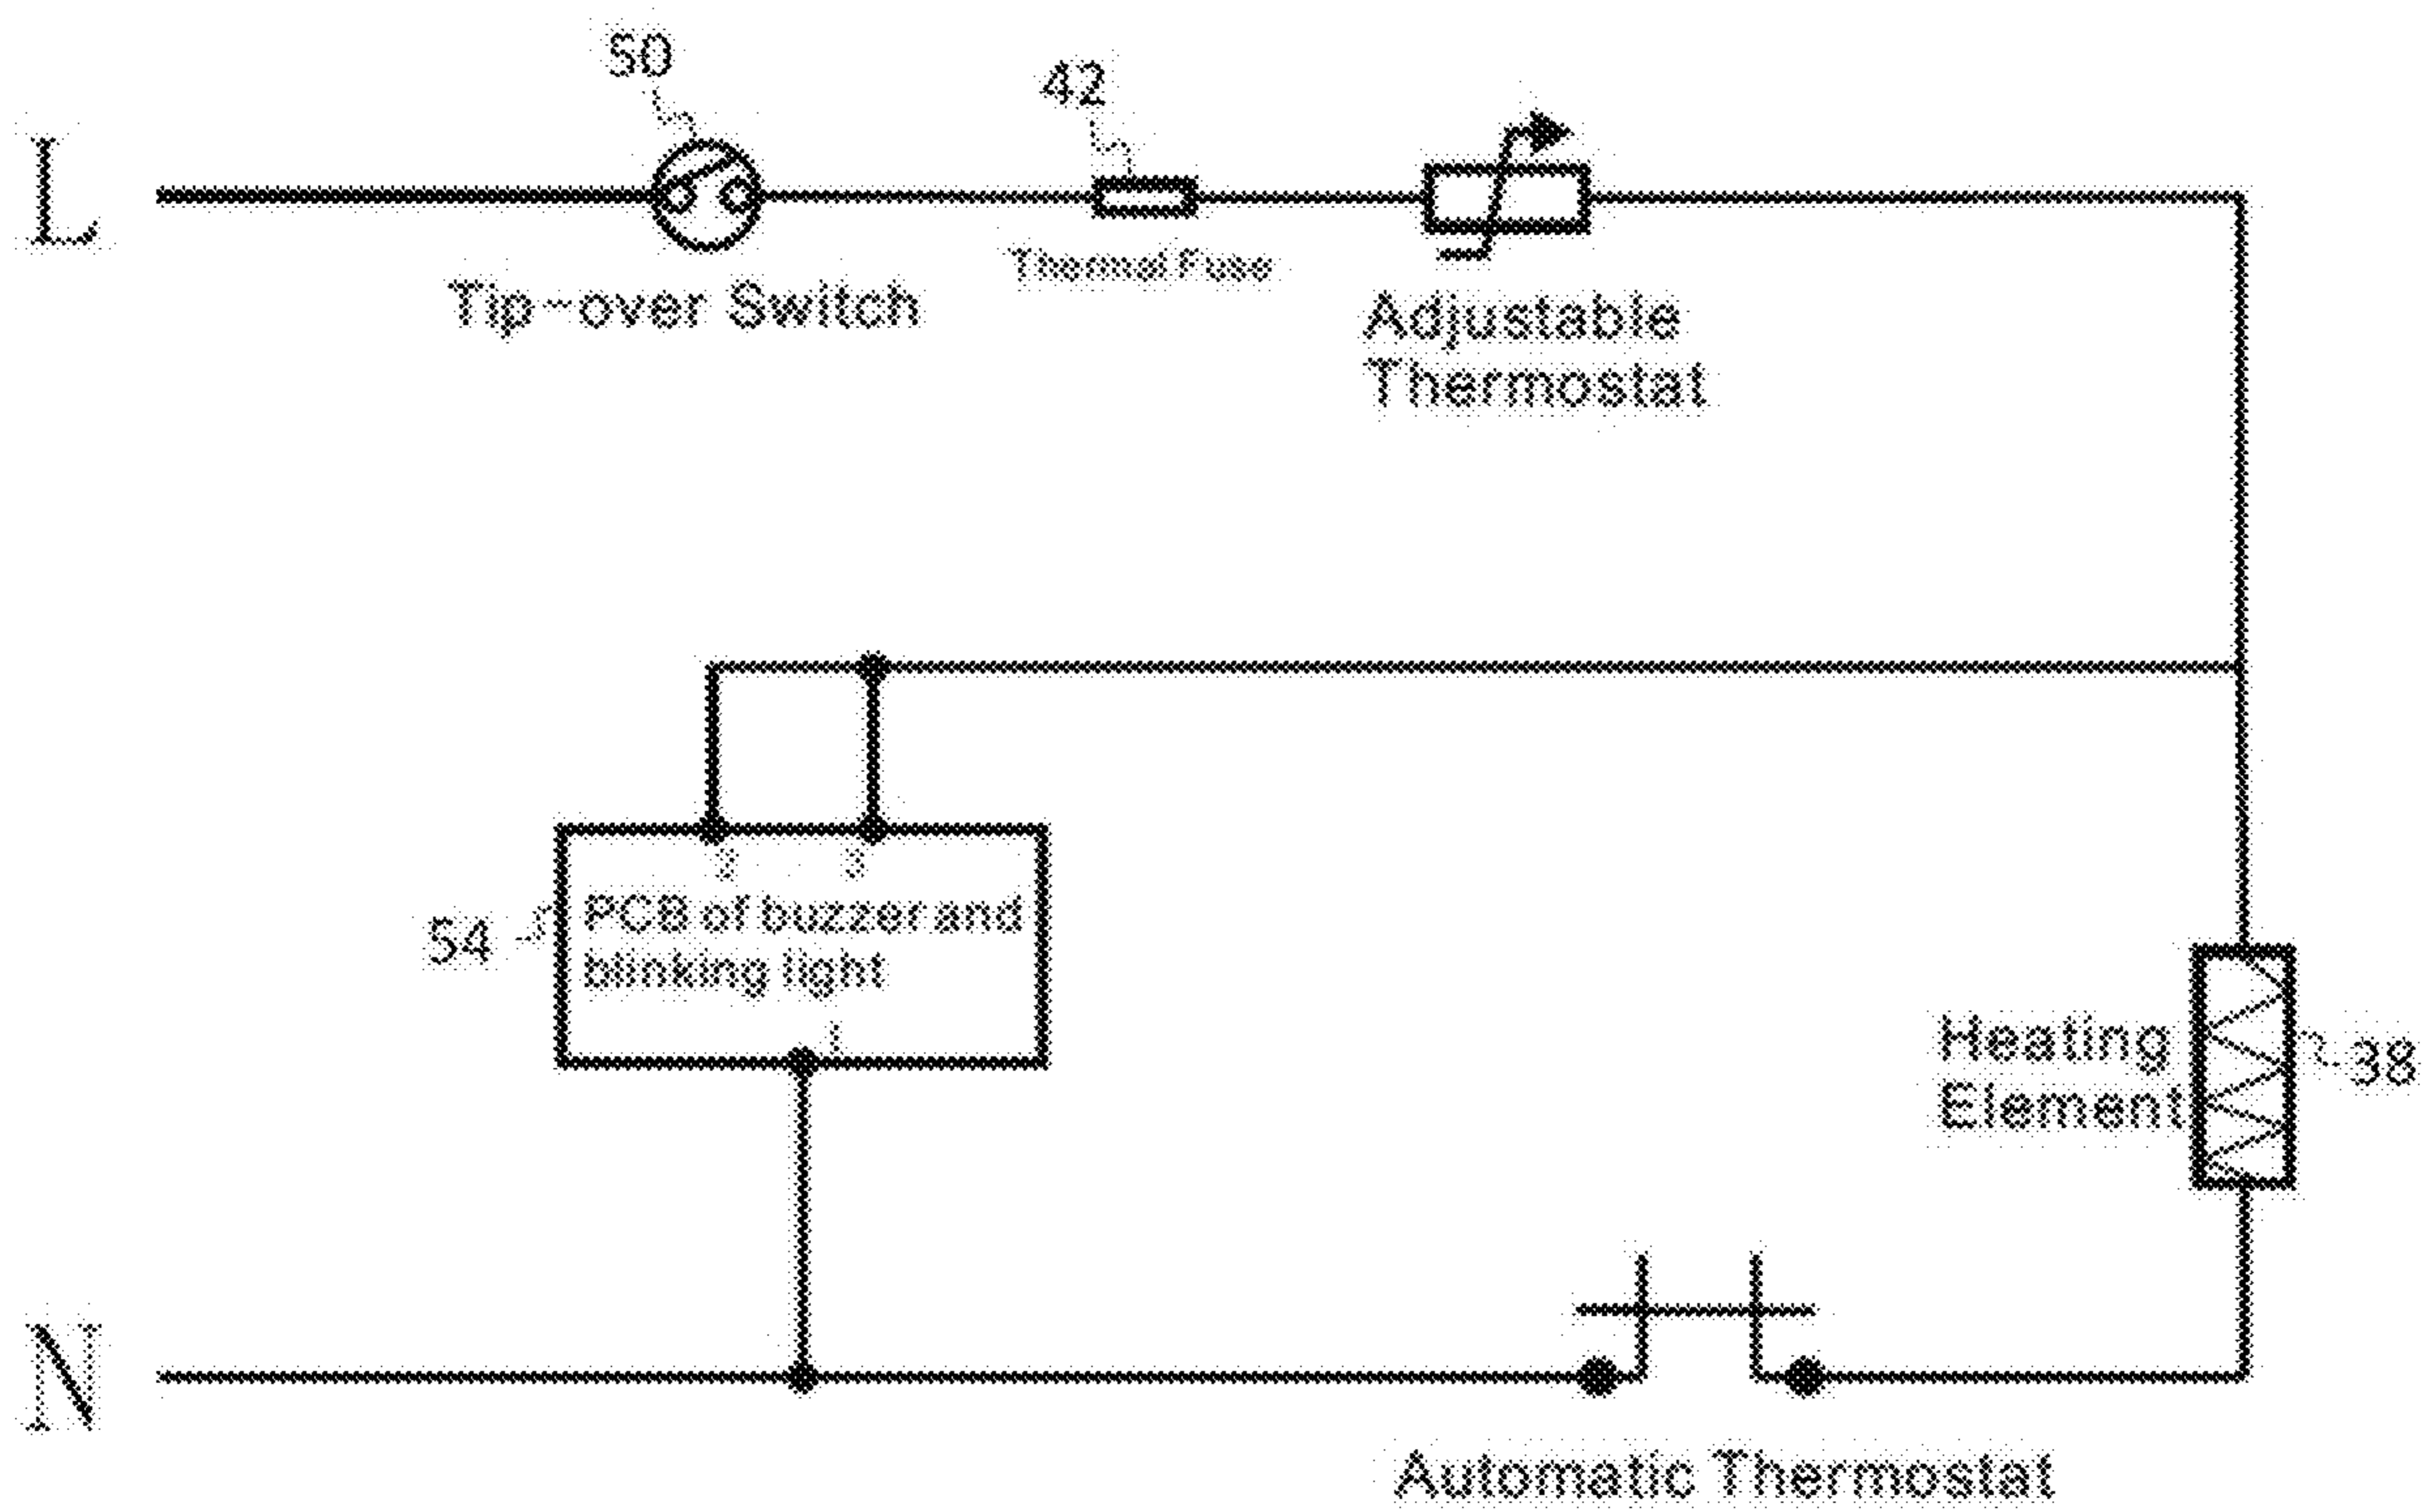 50
42
L
Tip-over Switch
Thermal Fuse
Adjustable
Thermostat
2 3
PCB of buzzer and
blinking light
54
1
Heating
Element
38
N
Automatic Thermostat